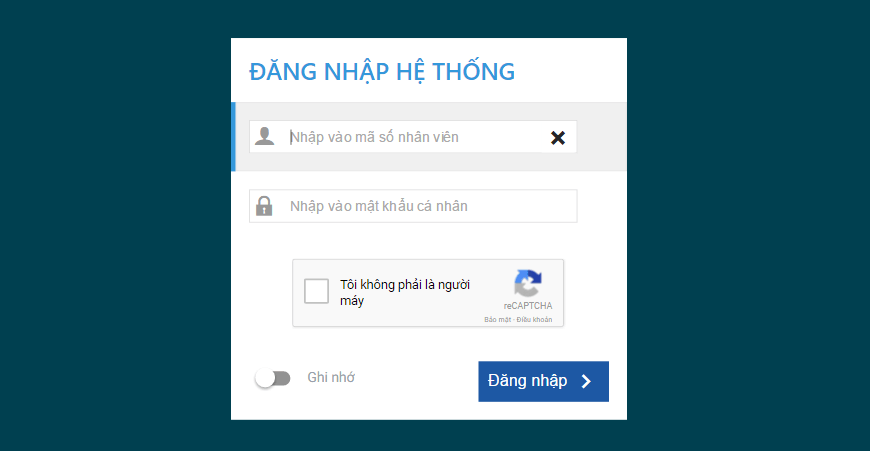 ĐĂNG NHẬP HỆ THỐNG
Nhập vào mã số nhân viên
Nhập vào mật khẩu cá nhân
Tôi không phải là người
máy
reCAPTCHA
Bảo mật - Điều khoản
Ghi nhớ
Đăng nhập